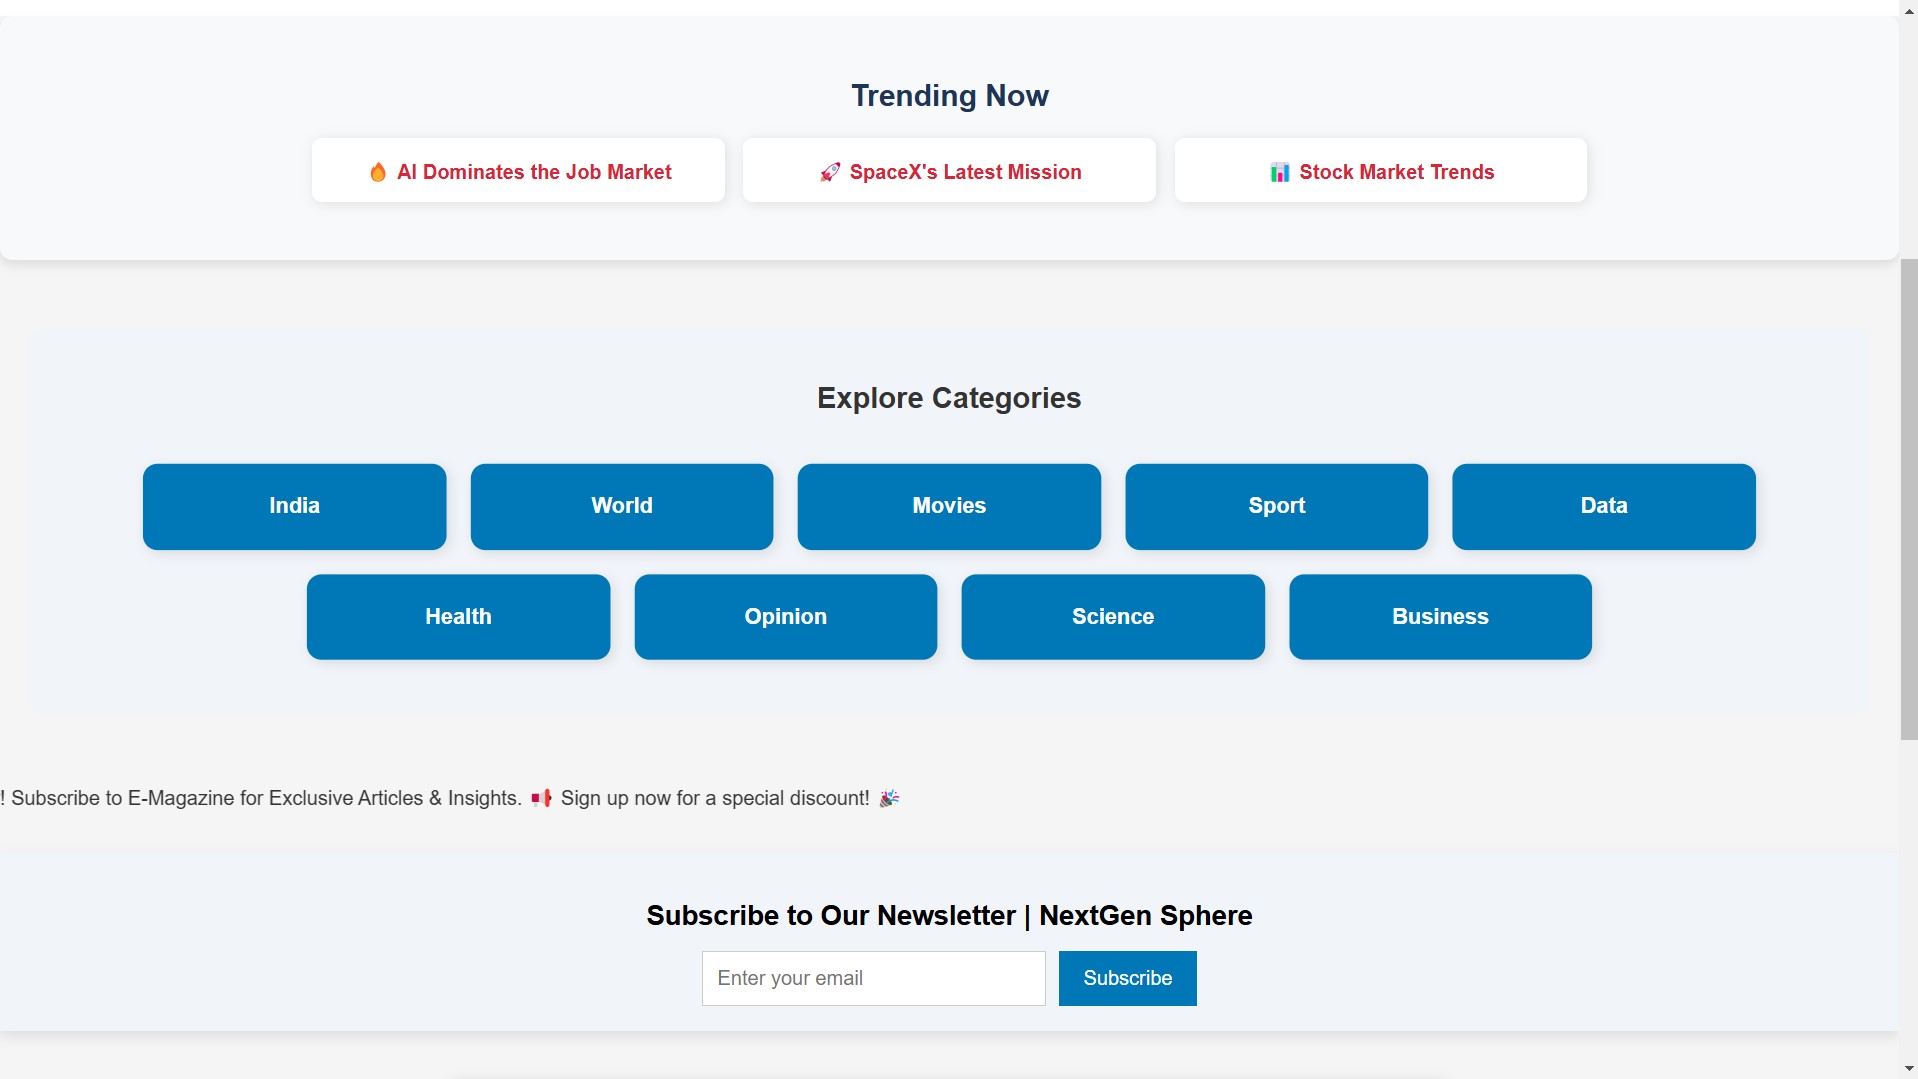 Trending Now
🔥 AI Dominates the Job Market
🚀 SpaceX's Latest Mission
📊 Stock Market Trends
Explore Categories
India
World
Movies
Sport
Data
Health
Opinion
Science
Business
! Subscribe to E-Magazine for Exclusive Articles & Insights. 📢 Sign up now for a special discount! 🎉
Subscribe to Our Newsletter | NextGen Sphere
Enter your email
Subscribe